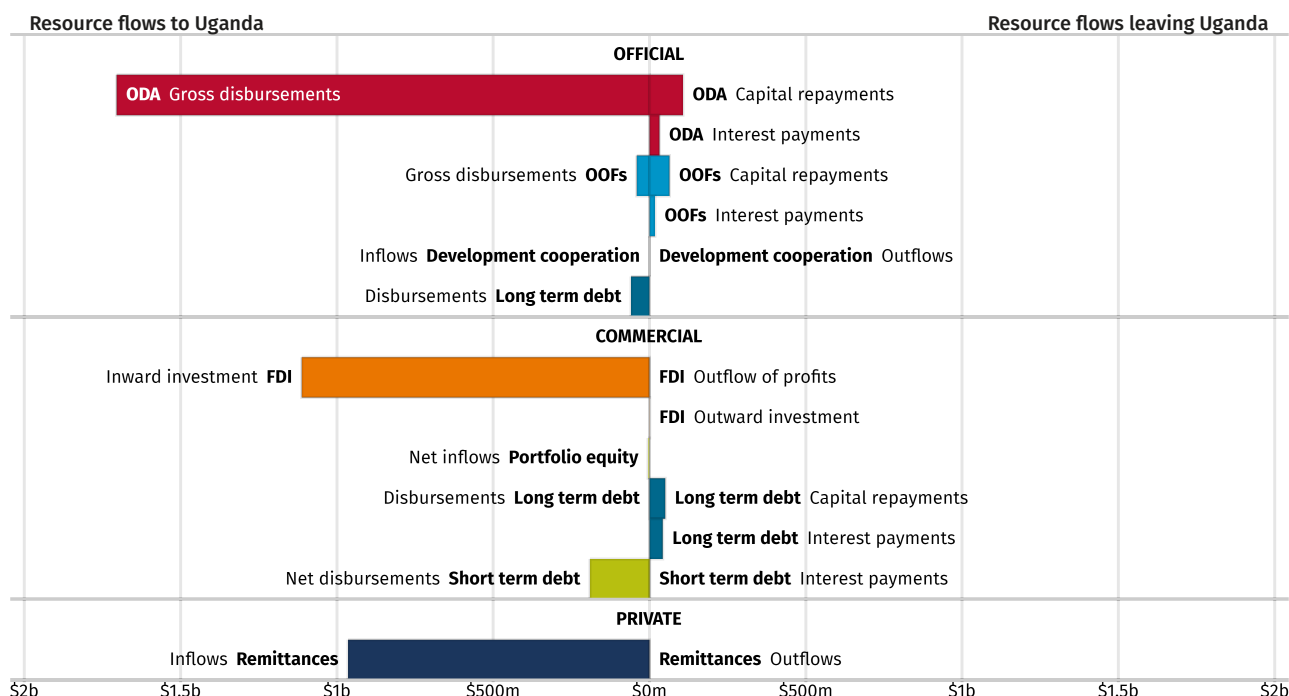 Resource flows to Uganda Resource flows leaving Uganda
OFFICIAL
ODA Gross disbursements ODA Capital repayments
ODA Interest payments
Gross disbursements OOFs OOFs Capital repayments
OOFs Interest payments
Inflows Development cooperation Development cooperation Outflows
Disbursements Long term debt
COMMERCIAL
Inward investment FDI FDI Outflow of profits
FDI Outward investment
Net inflows Portfolio equity
Disbursements Long term debt Long term debt Capital repayments
Long term debt Interest payments
Net disbursements Short term debt Short term debt Interest payments
PRIVATE
Inflows Remittances Remittances Outflows
$2b $1.5b $1b $500m $0m $500m $1b $1.5b $2b